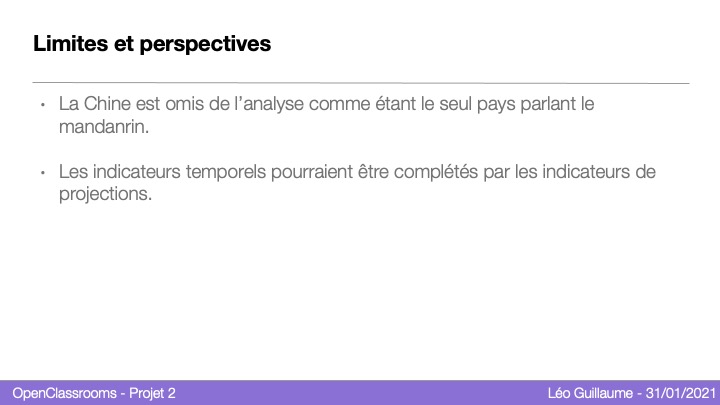 Limites et perspectives
• La Chine est omis de l’analyse comme étant le seul pays parlant le
mandanrin.
• Les indicateurs temporels pourraient être complétés par les indicateurs de
projections.
OpenClassrooms - Projet 2
Léo Guillaume - 31/01/2021